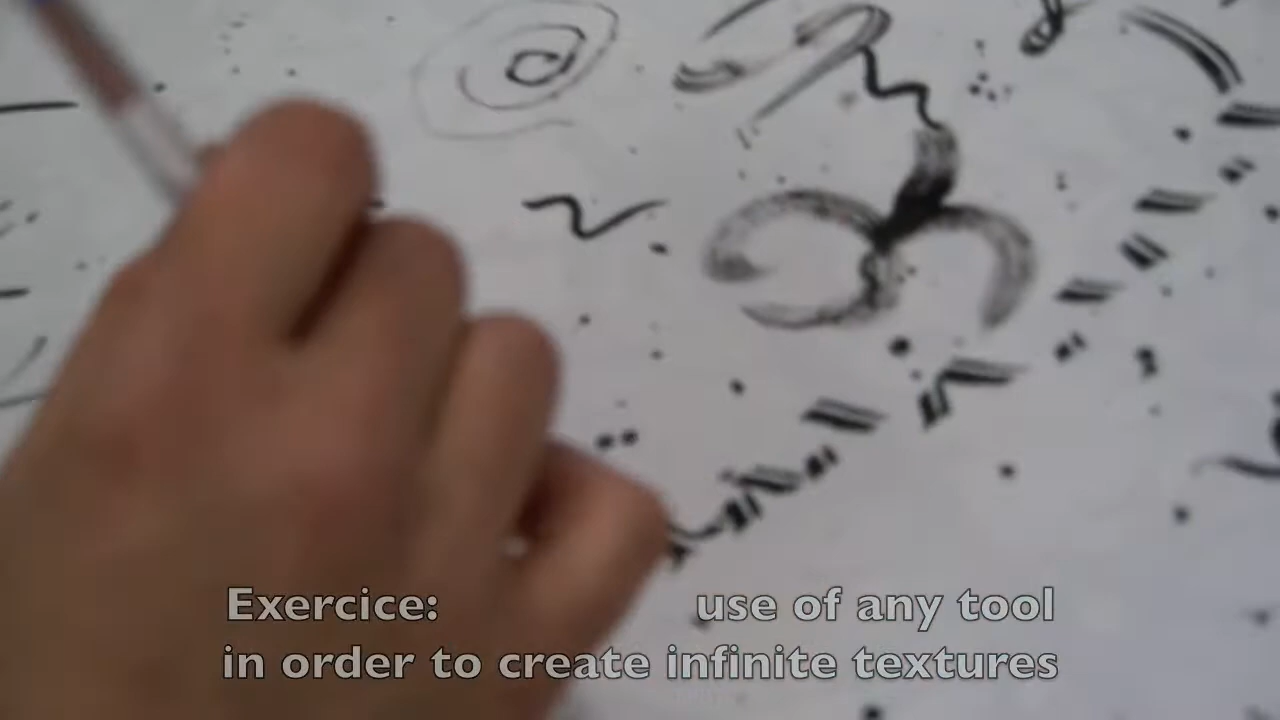 Exercice: use of any tool
in order to create infinite textures